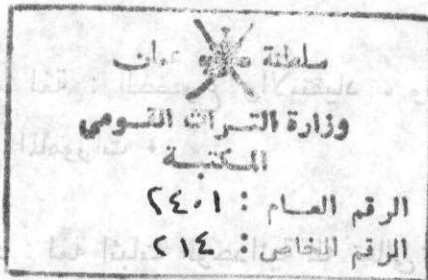 سلطنة عمان
وزارة التراث القومي
المكتبة
الرقم العام : ٢٤٠١
الرقم الخاص : ٢١٤